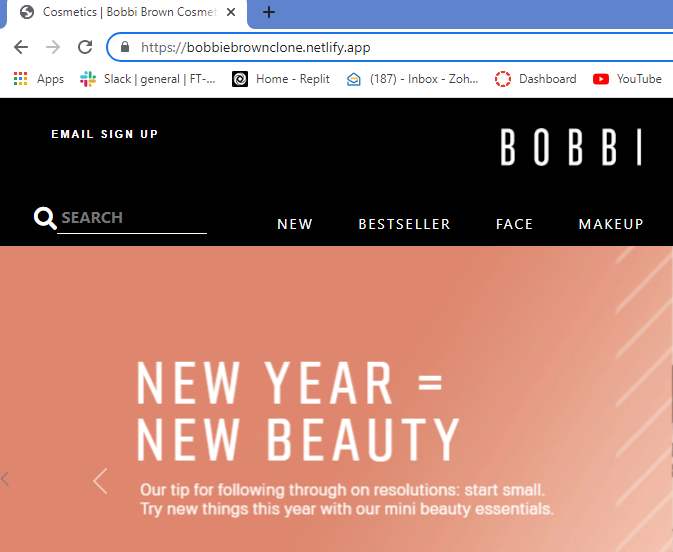 Cosmetics | Bobbi Brown Cosmet
https://bobbiebrownclone.netlify.app
Apps Slack | general | FT-... Home - Replit (187) - Inbox - Zoh... Dashboard YouTube
EMAIL SIGN UP
BOBBI
SEARCH NEW BESTSELLER FACE MAKEUP
NEW YEAR =
NEW BEAUTY
Our tip for following through on resolutions: start small.
Try new things this year with our mini beauty essentials.